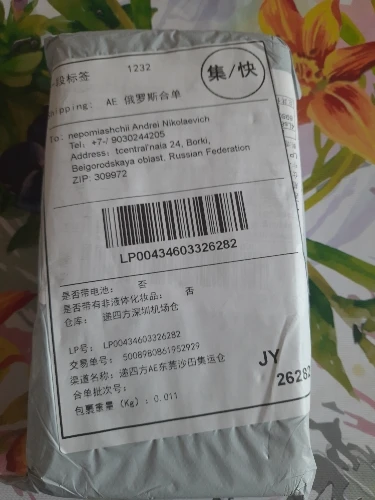 段标签 1232
集/快
Shipping: AE 俄罗斯合单
To: nepomiashchii Andrei Nikolaevich
Tel: +7-/ 9030244205
Address: tcentral'naia 24, Borki,
Belgorodskaya oblast, Russian Federation
ZIP: 309972
LP00434603326282
是否带电池: 否
是否带有非液体化妆品: 否
仓库: 递四方深圳机场仓
LP号: LP00434603326282
交易单号: 5008980861952929
渠道名称: 递四方AE东莞沙田集运仓
合单批次号:
包裹重量 (Kg): 0.011
JY
26282